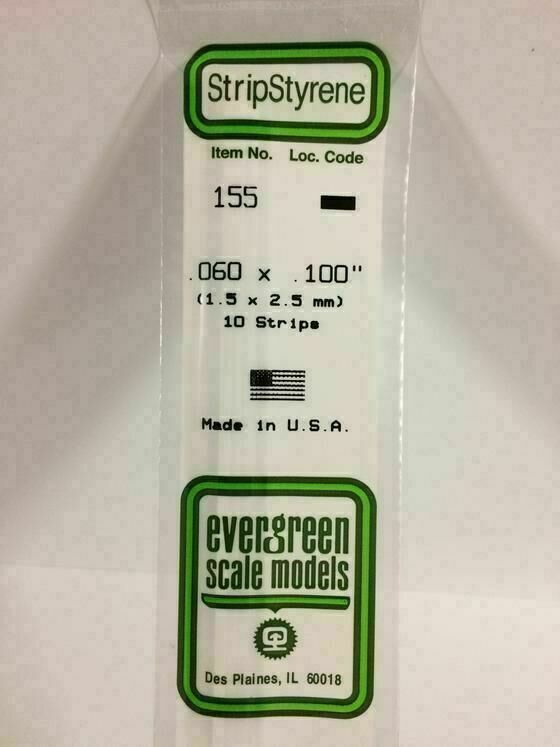 StripStyrene
Item No. Loc. Code
155
.060 x .100"
(1.5 x 2.5 mm)
10 Strips
Made in U.S.A.
evergreen
scale models
Des Plaines, IL 60018